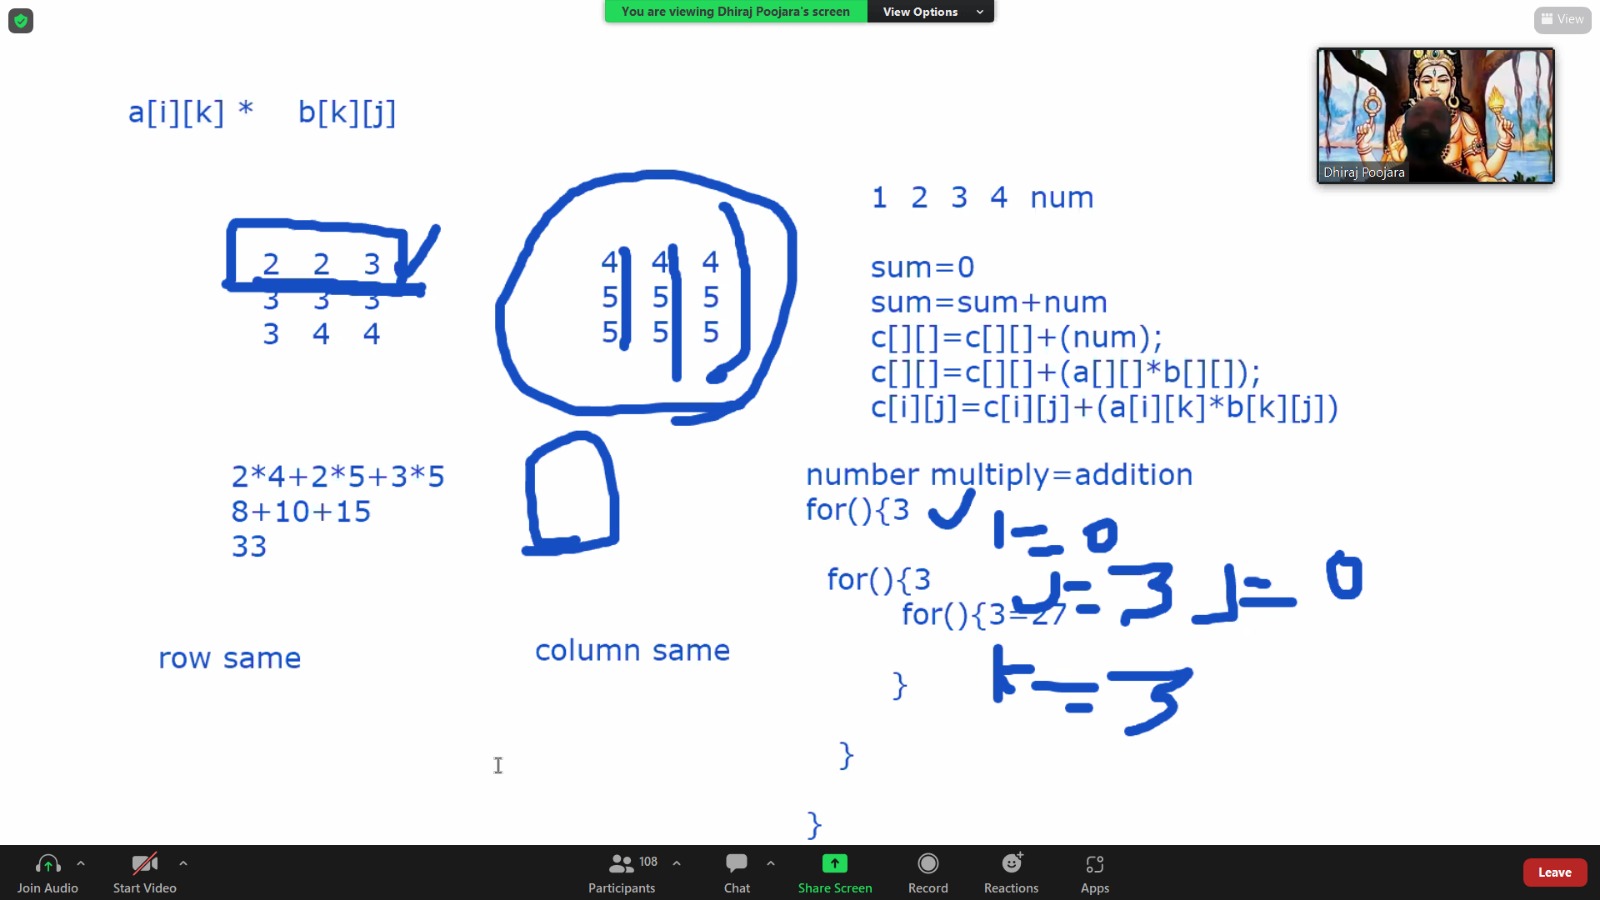 You are viewing Dhiraj Poojara's screen View Options
View
a[i][k] * b[k][j]
Dhiraj Poojara
1 2 3 4 num
2 2 3
3 3 3
3 4 4
4 4 4
5 5 5
5 5 5
sum=0
sum=sum+num
c[][]=c[][]+(num);
c[][]=c[][]+(a[][]*b[][]);
c[i][j]=c[i][j]+(a[i][k]*b[k][j])
2*4+2*5+3*5
8+10+15
33
number multiply=addition
for(){3
I=0
for(){3
J=3 J=0
for(){3=27
row same
column same
} k=3
}
}
Join Audio Start Video Participants 108 Chat Share Screen Record Reactions Apps Leave